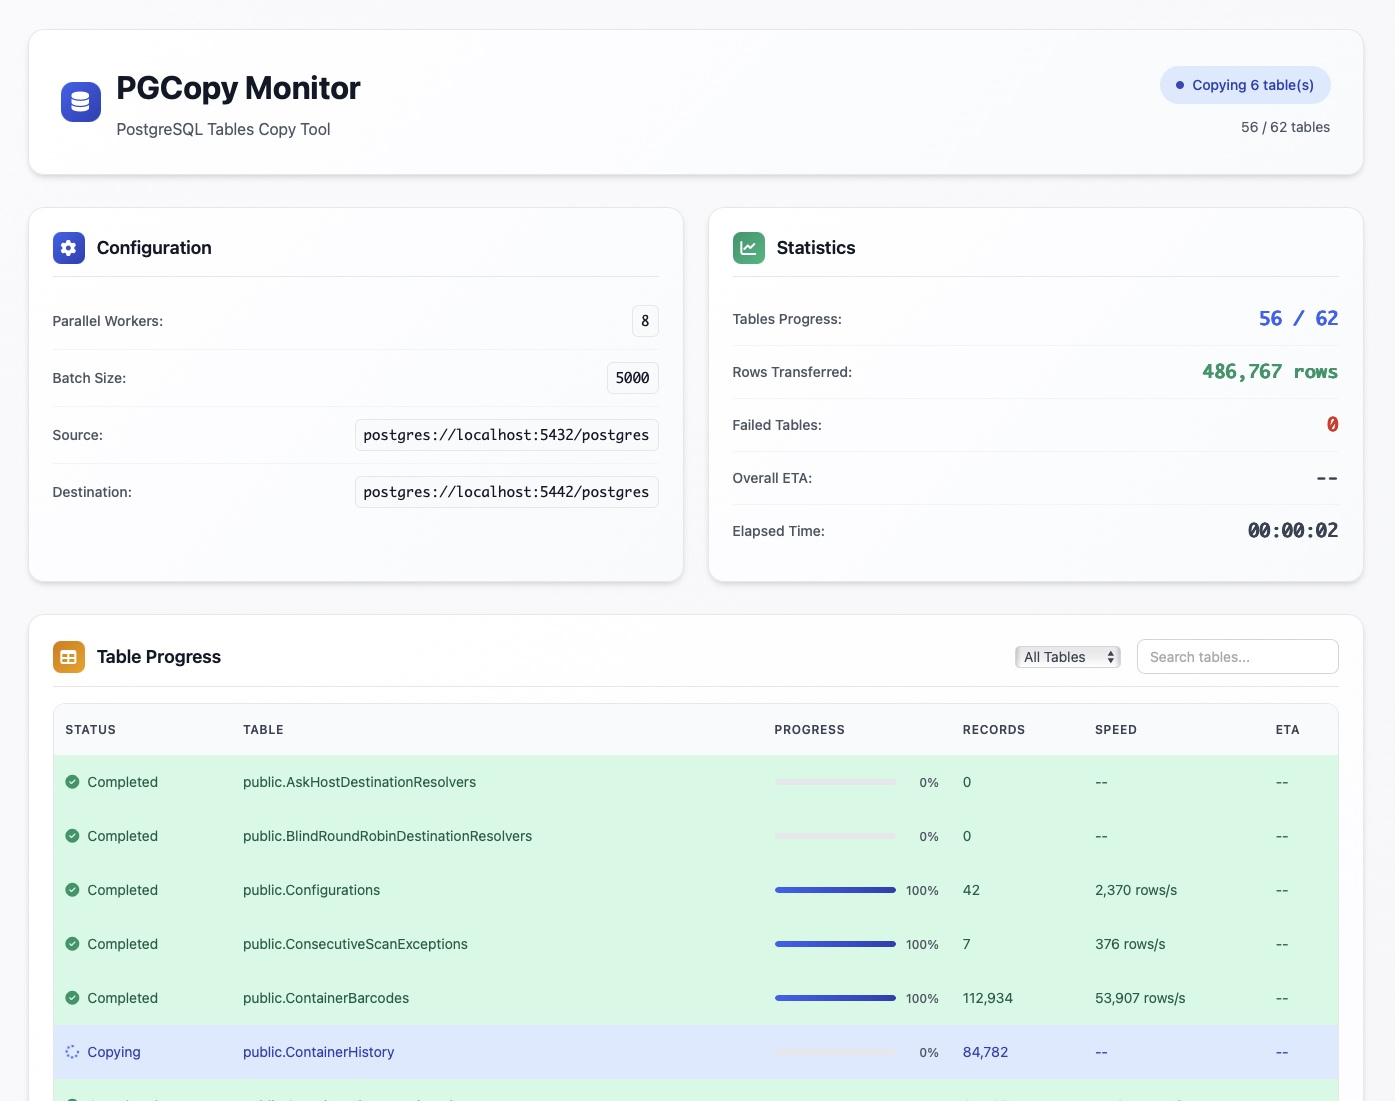 PGCopy Monitor
PostgreSQL Tables Copy Tool
Copying 6 table(s)
56 / 62 tables
Configuration
Parallel Workers: 8
Batch Size: 5000
Source: postgres://localhost:5432/postgres
Destination: postgres://localhost:5442/postgres
Statistics
Tables Progress: 56 / 62
Rows Transferred: 486,767 rows
Failed Tables: 0
Overall ETA: --
Elapsed Time: 00:00:02
Table Progress
All Tables
Search tables...
STATUS TABLE PROGRESS RECORDS SPEED ETA
Completed public.AskHostDestinationResolvers 0% 0 -- --
Completed public.BlindRoundRobinDestinationResolvers 0% 0 -- --
Completed public.Configurations 100% 42 2,370 rows/s --
Completed public.ConsecutiveScanExceptions 100% 7 376 rows/s --
Completed public.ContainerBarcodes 100% 112,934 53,907 rows/s --
Copying public.ContainerHistory 0% 84,782 -- --